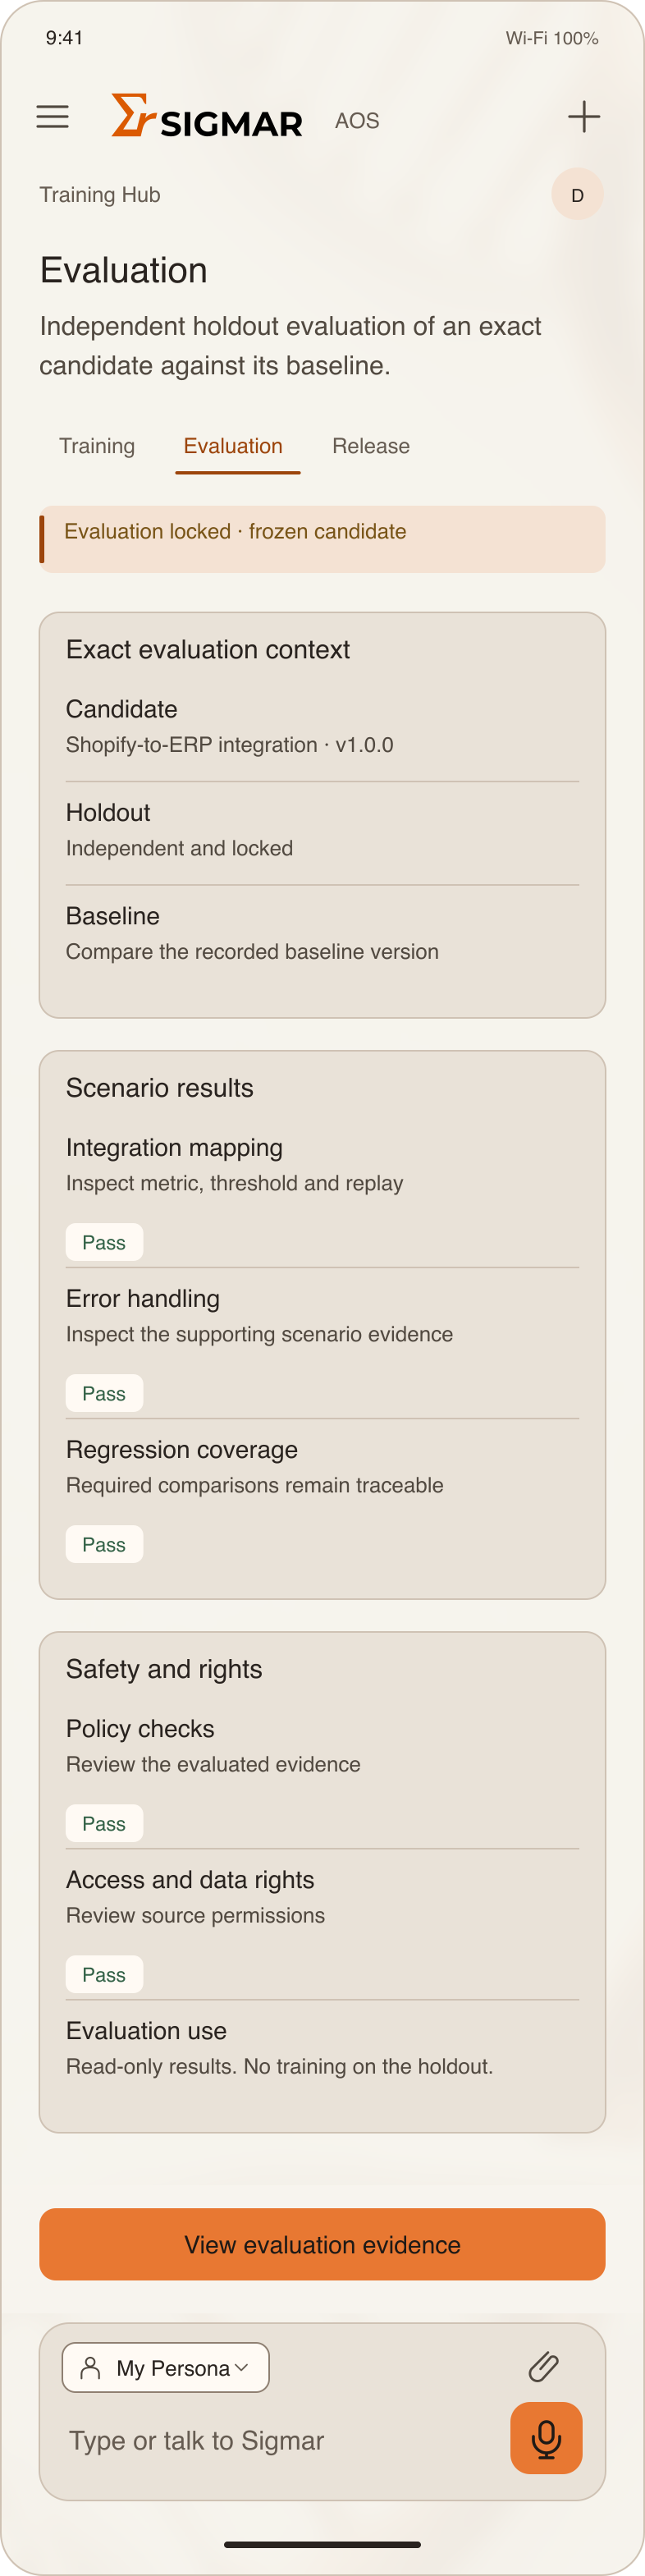 9:41
Wi-Fi 100%
Σr SIGMAR AOS
Training Hub
D
Evaluation
Independent holdout evaluation of an exact
candidate against its baseline.
Training Evaluation Release
Evaluation locked · frozen candidate
Exact evaluation context
Candidate
Shopify-to-ERP integration · v1.0.0
Holdout
Independent and locked
Baseline
Compare the recorded baseline version
Scenario results
Integration mapping
Inspect metric, threshold and replay
Pass
Error handling
Inspect the supporting scenario evidence
Pass
Regression coverage
Required comparisons remain traceable
Pass
Safety and rights
Policy checks
Review the evaluated evidence
Pass
Access and data rights
Review source permissions
Pass
Evaluation use
Read-only results. No training on the holdout.
View evaluation evidence
My Persona
Type or talk to Sigmar